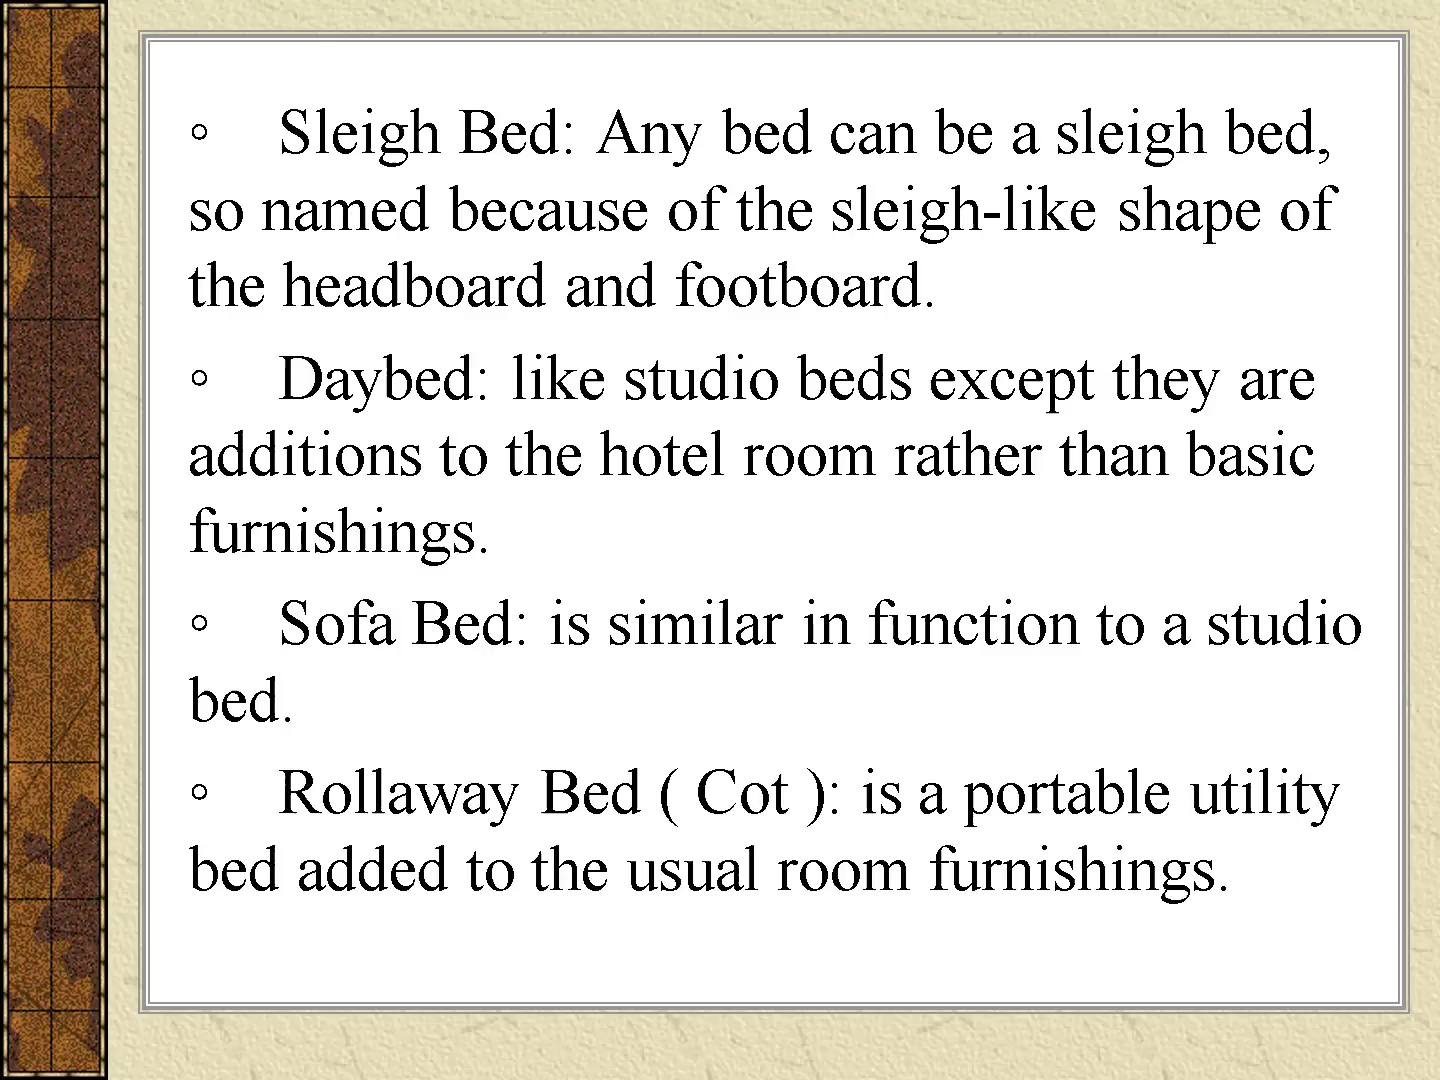 ◦ Sleigh Bed: Any bed can be a sleigh bed,
so named because of the sleigh-like shape of
the headboard and footboard.
◦ Daybed: like studio beds except they are
additions to the hotel room rather than basic
furnishings.
◦ Sofa Bed: is similar in function to a studio
bed.
◦ Rollaway Bed ( Cot ): is a portable utility
bed added to the usual room furnishings.